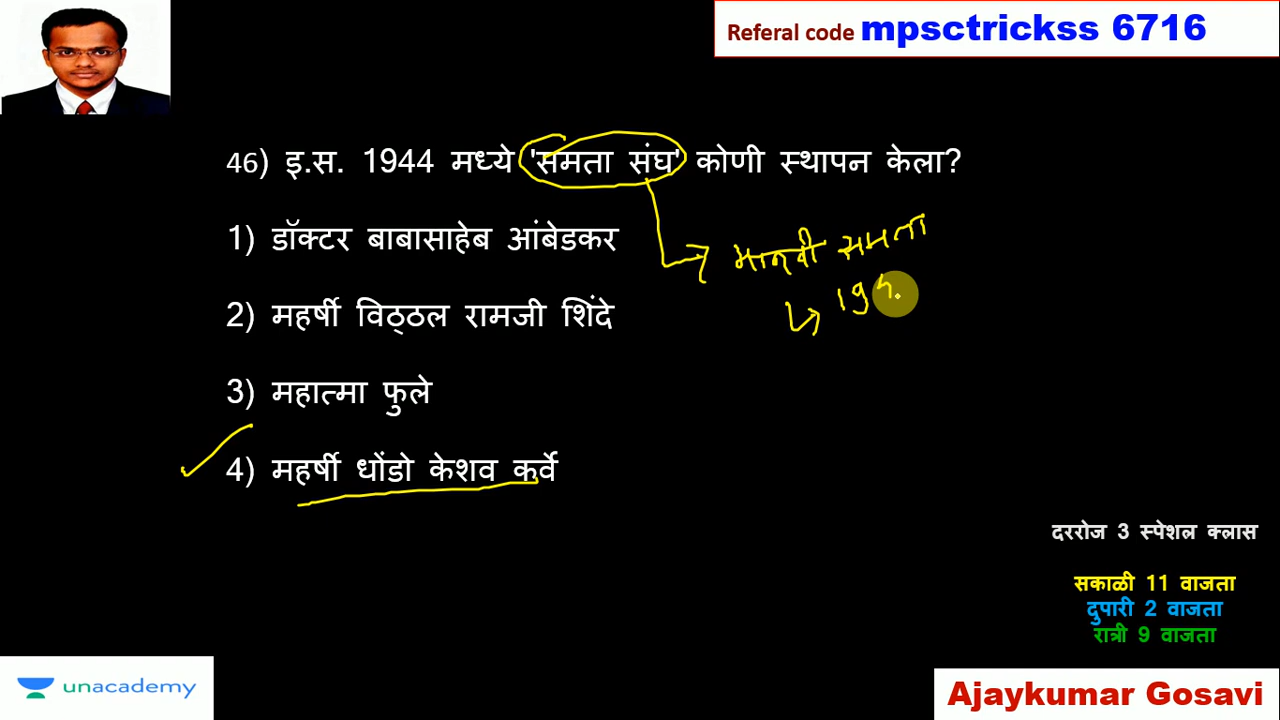 Referal code mpsctrickss 6716
46) इ.स. 1944 मध्ये 'समता संघ' कोणी स्थापन केला?
1) डॉक्टर बाबासाहेब आंबेडकर
मानवी समता
2) महर्षी विठ्ठल रामजी शिंदे
3) महात्मा फुले
4) महर्षी धोंडो केशव कर्वे
दररोज 3 स्पेशल क्लास
सकाळी 11 वाजता
दुपारी 2 वाजता
रात्री 9 वाजता
unacademy
Ajaykumar Gosavi